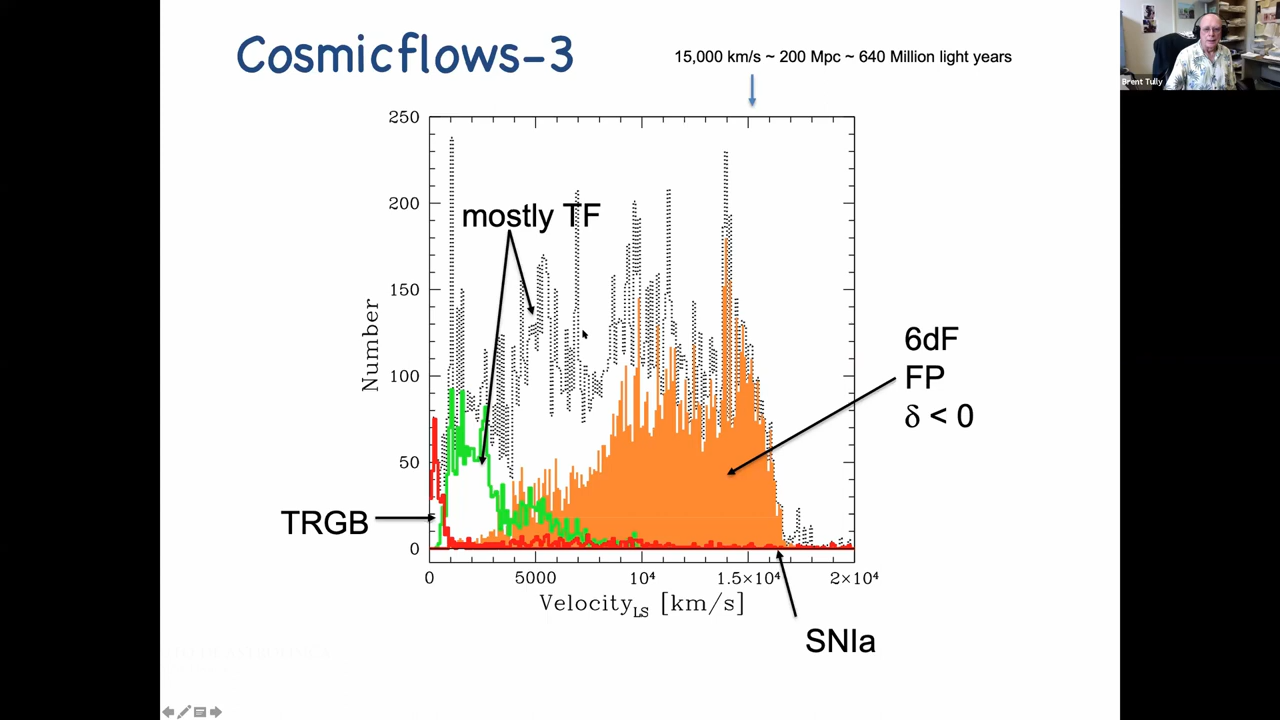 Cosmicflows-3
15,000 km/s ~ 200 Mpc ~ 640 Million light years
Brent Tully
250
200
150
100
50
0
Number
mostly TF
6dF
FP
δ < 0
TRGB
0
5000
10⁴
1.5×10⁴
2×10⁴
Velocity_LS [km/s]
SNIa